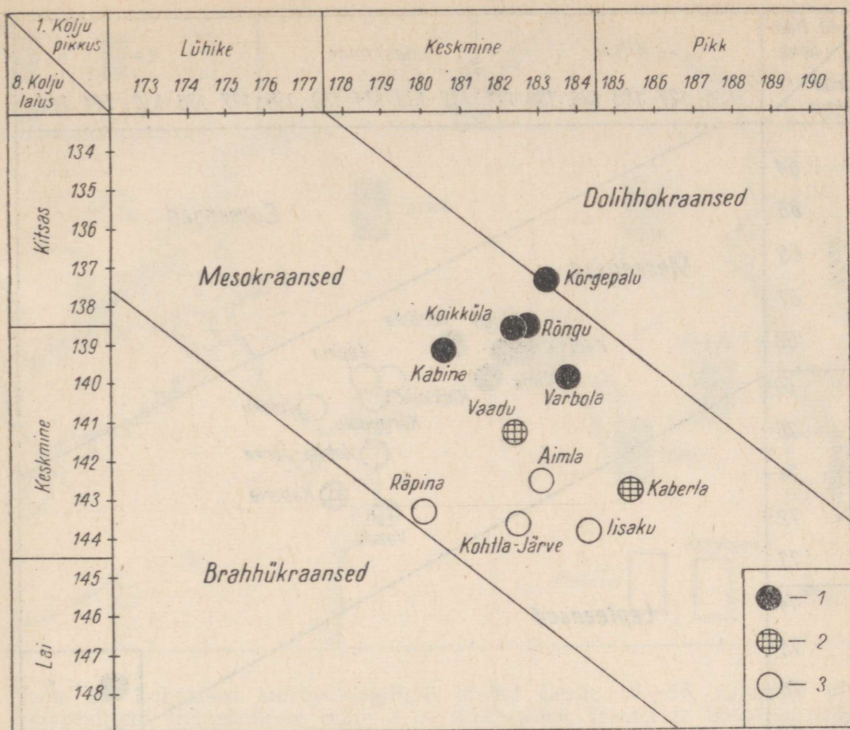 1. Kolju pikkus
Lühike
Keskmine
Pikk
8. Kolju laius
173 174 175 176 177 178 179 180 181 182 183 184 185 186 187 188 189 190
Kitsas
134
135
136
137
138
Keskmine
139
140
141
142
143
144
Lai
145
146
147
148
Dolihhokraansed
Mesokraansed
Kõrgepalu
Koikküla
Rõngu
Kabina
Varbola
Vaadu
Aimla
Räpina
Kaberla
Kohtla-Järve
Iisaku
Brahhükraansed
— 1
— 2
— 3